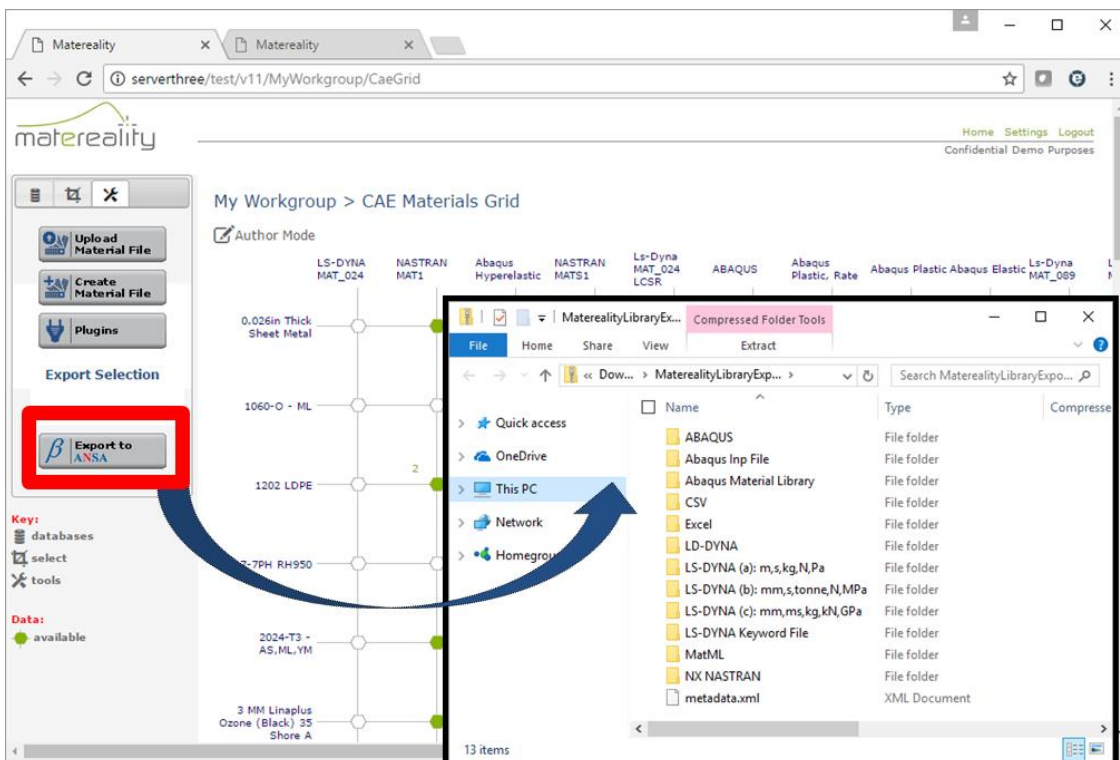 Matereality
Matereality
serverthree/test/v11/MyWorkgroup/CaeGrid
matereality
Home Settings Logout
Confidential Demo Purposes
My Workgroup > CAE Materials Grid
Author Mode
Upload
Material File
Create
Material File
Plugins
Export Selection
β Export to
ANSA
Key:
databases
select
tools
Data:
available
LS-DYNA
MAT_024
NASTRAN
MAT1
Abaqus
Hyperelastic
NASTRAN
MATS1
Ls-Dyna
MAT_024
LCSR
ABAQUS
Abaqus
Plastic, Rate
Abaqus Plastic
Abaqus Elastic
Ls-Dyna
MAT_089
0.026in Thick
Sheet Metal
1060-O - ML
2
1202 LDPE
7-7PH RH950
2024-T3 -
AS,ML,YM
3 MM Linaplus
Ozone (Black) 35
Shore A
MaterealityLibraryEx...
Compressed Folder Tools
File Home Share View Extract
« Dow... > MaterealityLibraryExp... >
Search MaterealityLibraryExpo...
Quick access
OneDrive
This PC
Network
Homegrou
Name Type Compresse
ABAQUS File folder
Abaqus Inp File File folder
Abaqus Material Library File folder
CSV File folder
Excel File folder
LD-DYNA File folder
LS-DYNA (a): m,s,kg,N,Pa File folder
LS-DYNA (b): mm,s,tonne,N,MPa File folder
LS-DYNA (c): mm,ms,kg,kN,GPa File folder
LS-DYNA Keyword File File folder
MatML File folder
NX NASTRAN File folder
metadata.xml XML Document
13 items